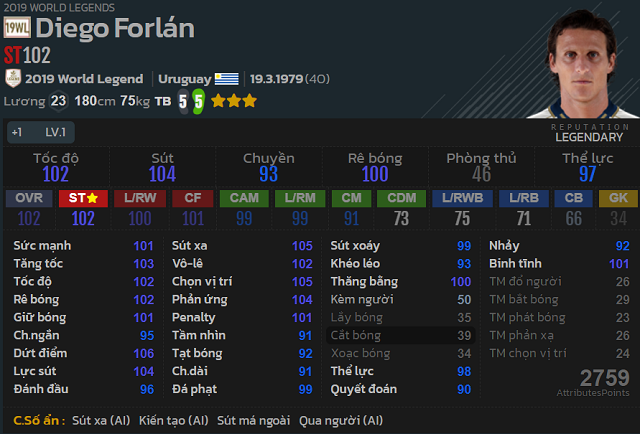 2019 WORLD LEGENDS
19WL Diego Forlán
ST 102
2019 World Legend Uruguay 19.3.1979 (40)
Lương 23 180cm 75kg TB 5 5
+1 LV.1
REPUTATION
LEGENDARY
Tốc độ Sút Chuyền Rê bóng Phòng thủ Thể lực
102 104 93 100 46 97
OVR ST L/RW CF CAM L/RM CM CDM L/RWB L/RB CB GK
102 102 100 101 99 99 91 73 75 71 66 34
Sức mạnh 101 Sút xa 105 Sút xoáy 99 Nhảy 92
Tăng tốc 103 Vô-lê 102 Khéo léo 93 Bình tĩnh 101
Tốc độ 102 Chọn vị trí 105 Thăng bằng 100 TM đổ người 26
Rê bóng 102 Phản ứng 104 Kèm người 50 TM bắt bóng 29
Giữ bóng 101 Penalty 101 Lấy bóng 35 TM phát bóng 23
Ch.ngắn 95 Tầm nhìn 91 Cắt bóng 39 TM phản xạ 26
Dứt điểm 106 Tạt bóng 92 Xoạc bóng 34 TM chọn vị trí 24
Lực sút 104 Ch.dài 91 Thể lực 98
Đánh đầu 96 Đá phạt 99 Quyết đoán 90
2759
AttributesPoints
C.Số ẩn : Sút xa (AI) Kiến tạo (AI) Sút má ngoài Qua người (AI)